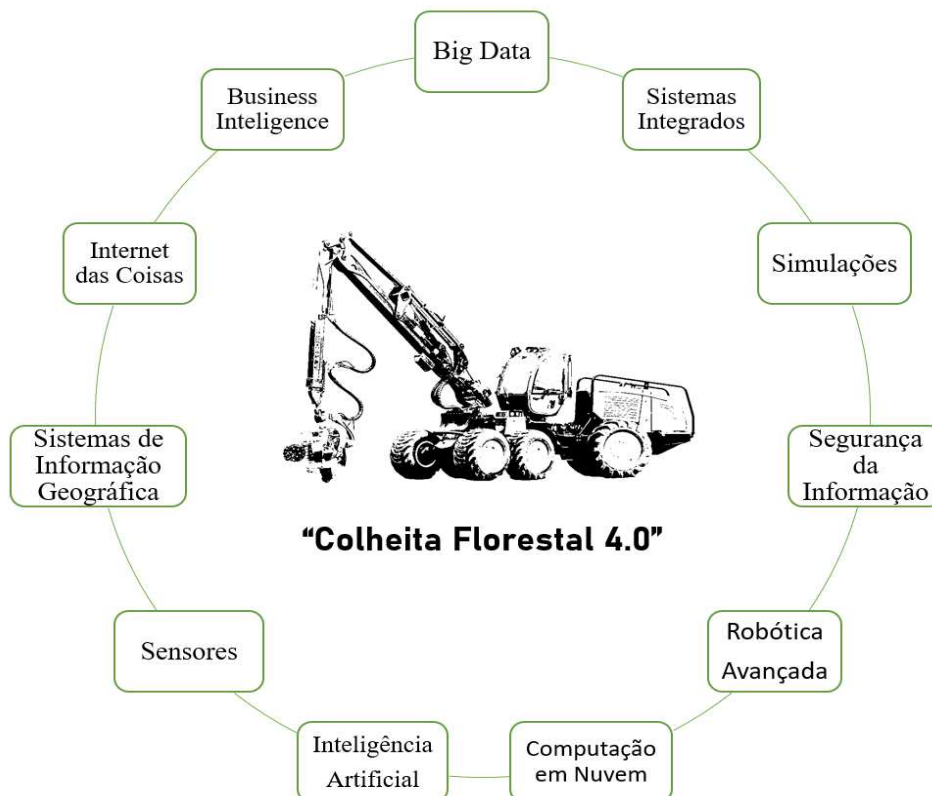 Big Data
Sistemas
Integrados
Simulações
Segurança
da
Informação
Robótica
Avançada
Computação
em Nuvem
Inteligência
Artificial
Sensores
Sistemas de
Informação
Geográfica
Internet
das Coisas
Business
Inteligence
“Colheita Florestal 4.0”